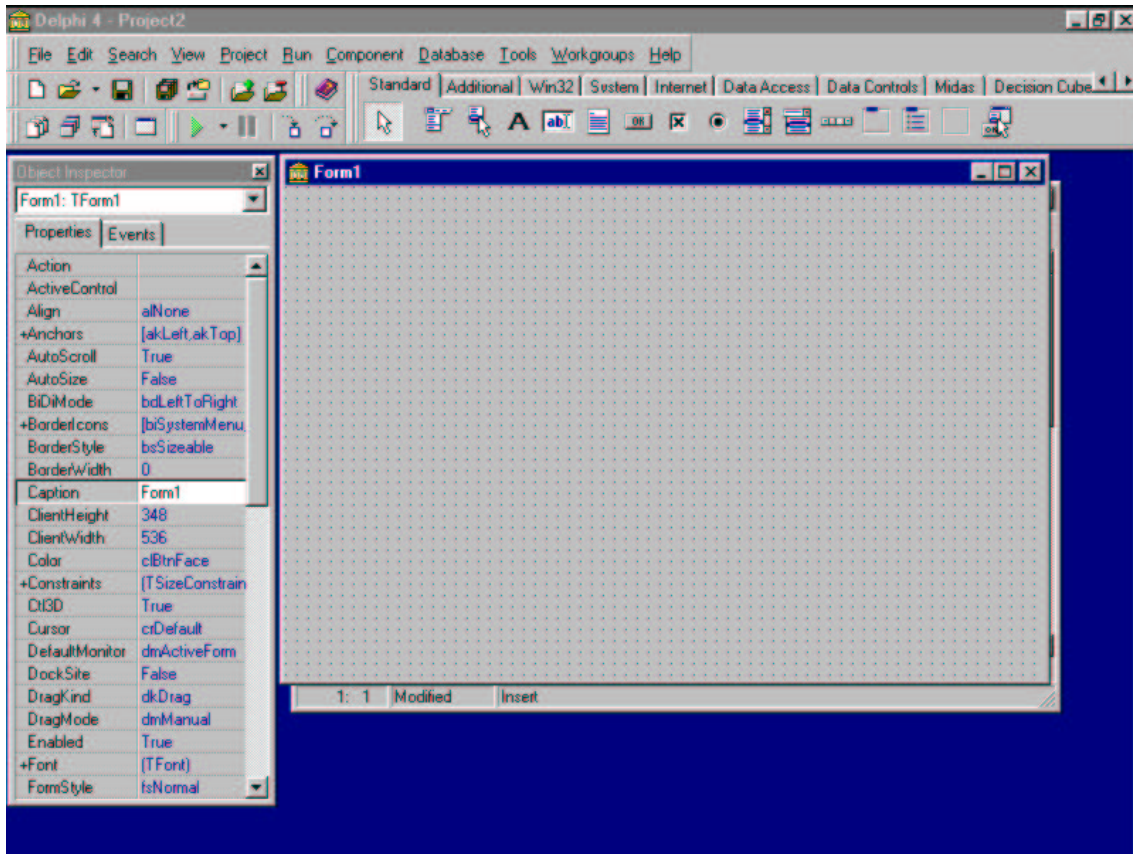 Delphi 4 - Project2
File Edit Search View Project Run Component Database Tools Workgroups Help
Standard Additional Win32 System Internet Data Access Data Controls Midas Decision Cube
A abI OK
OK
Object Inspector
Form1: TForm1
Properties Events
Action
ActiveControl
Align alNone
+Anchors [akLeft,akTop]
AutoScroll True
AutoSize False
BiDiMode bdLeftToRight
+BorderIcons [biSystemMenu,
BorderStyle bsSizeable
BorderWidth 0
Caption Form1
ClientHeight 348
ClientWidth 536
Color clBtnFace
+Constraints (TSizeConstrain
Ctl3D True
Cursor crDefault
DefaultMonitor dmActiveForm
DockSite False
DragKind dkDrag
DragMode dmManual
Enabled True
+Font (TFont)
FormStyle fsNormal
Form1
1: 1 Modified Insert